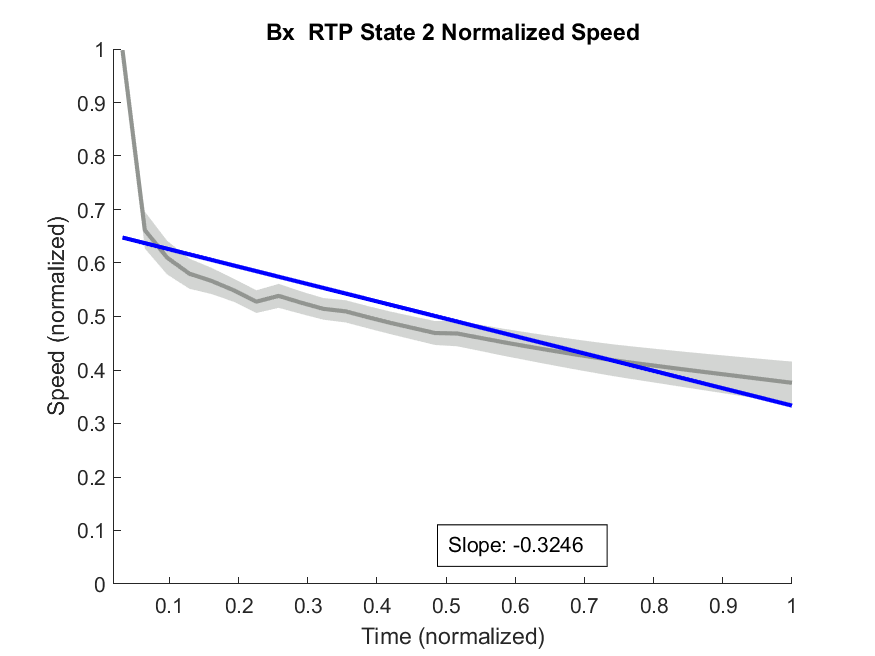 Bx  RTP State 2 Normalized Speed
1
0.9
0.8
0.7
0.6
0.5
0.4
0.3
0.2
0.1
0
Speed (normalized)
Slope: -0.3246
0.1 0.2 0.3 0.4 0.5 0.6 0.7 0.8 0.9 1
Time (normalized)